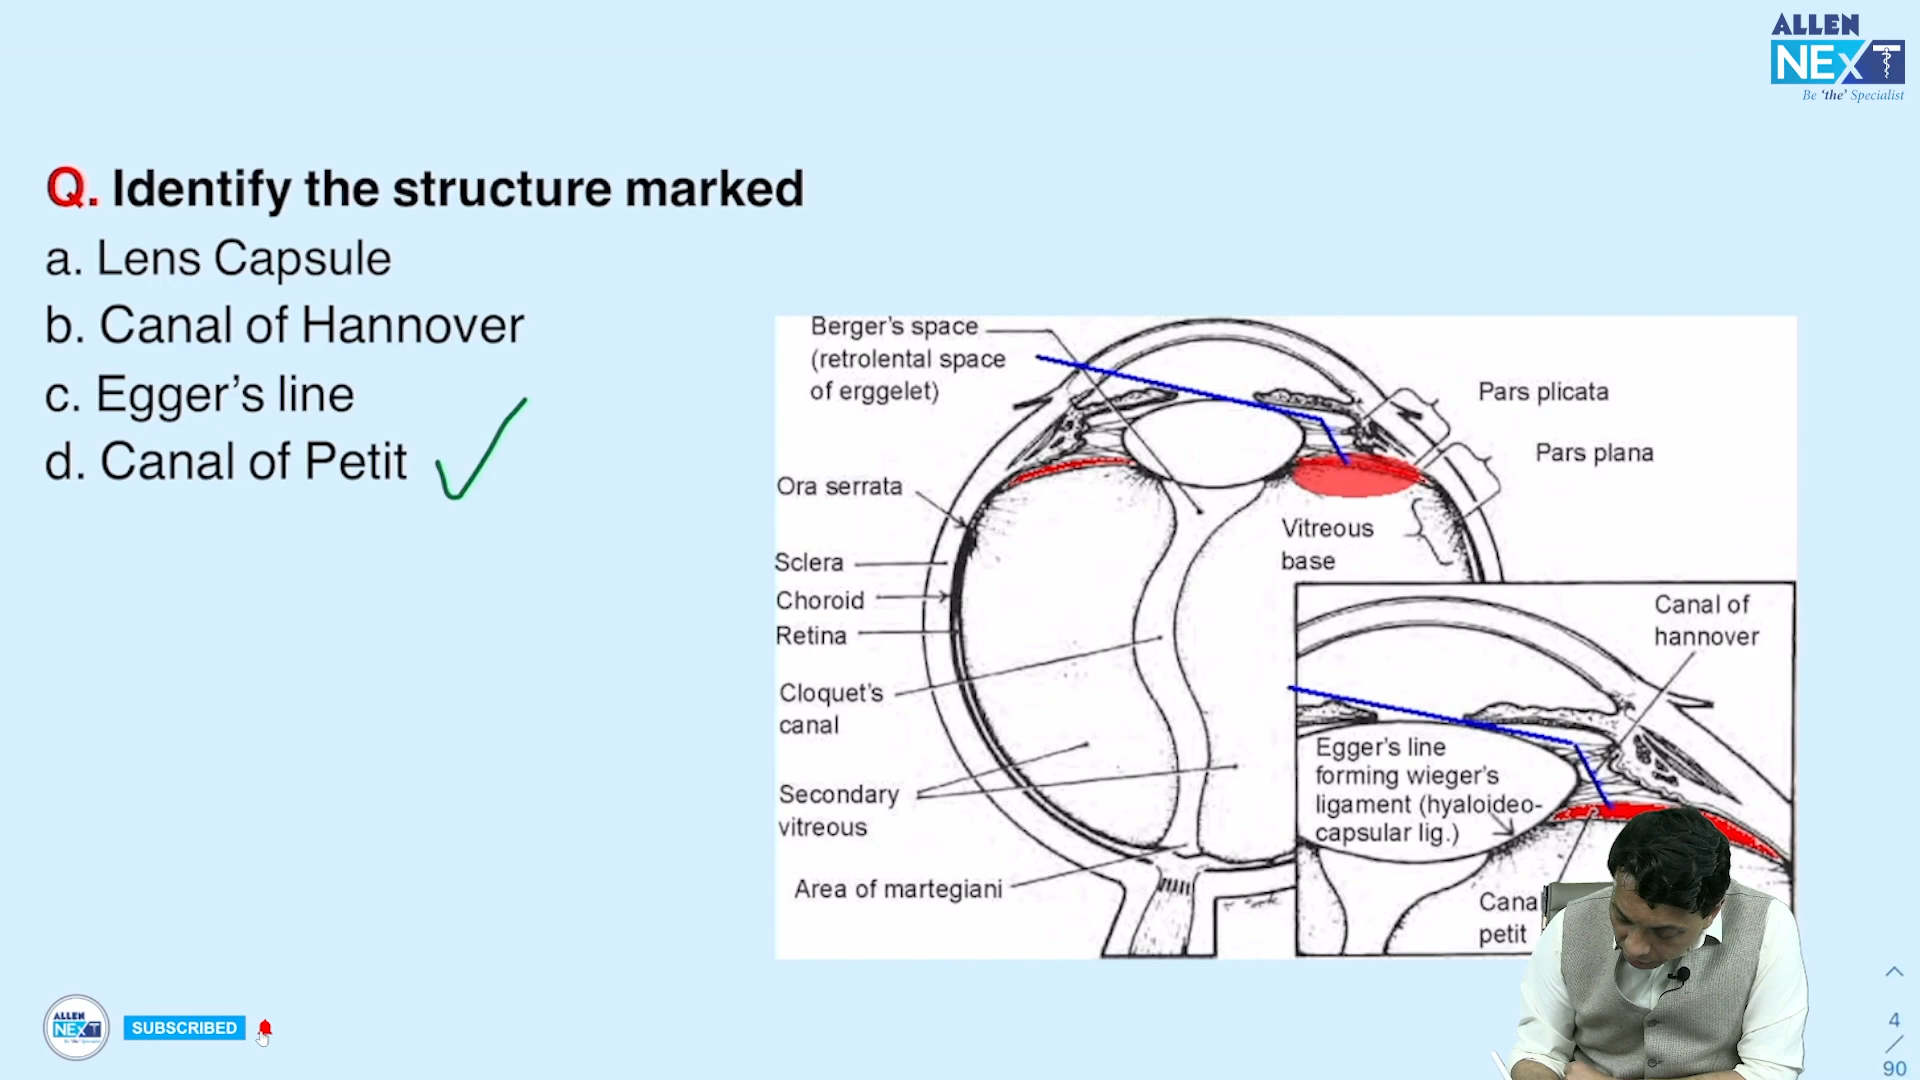 ALLEN
NEXT
Be 'the' Specialist
Q. Identify the structure marked
a. Lens Capsule
b. Canal of Hannover
c. Egger's line
d. Canal of Petit
Berger's space
(retrolental space
of erggelet)
Pars plicata
Pars plana
Ora serrata
Vitreous
base
Sclera
Choroid
Retina
Canal of
hannover
Cloquet's
canal
Egger's line
forming wieger's
ligament (hyaloideo-
capsular lig.)
Secondary
vitreous
Area of martegiani
Cana
petit
ALLEN
NEXT
SUBSCRIBED
4
/
90